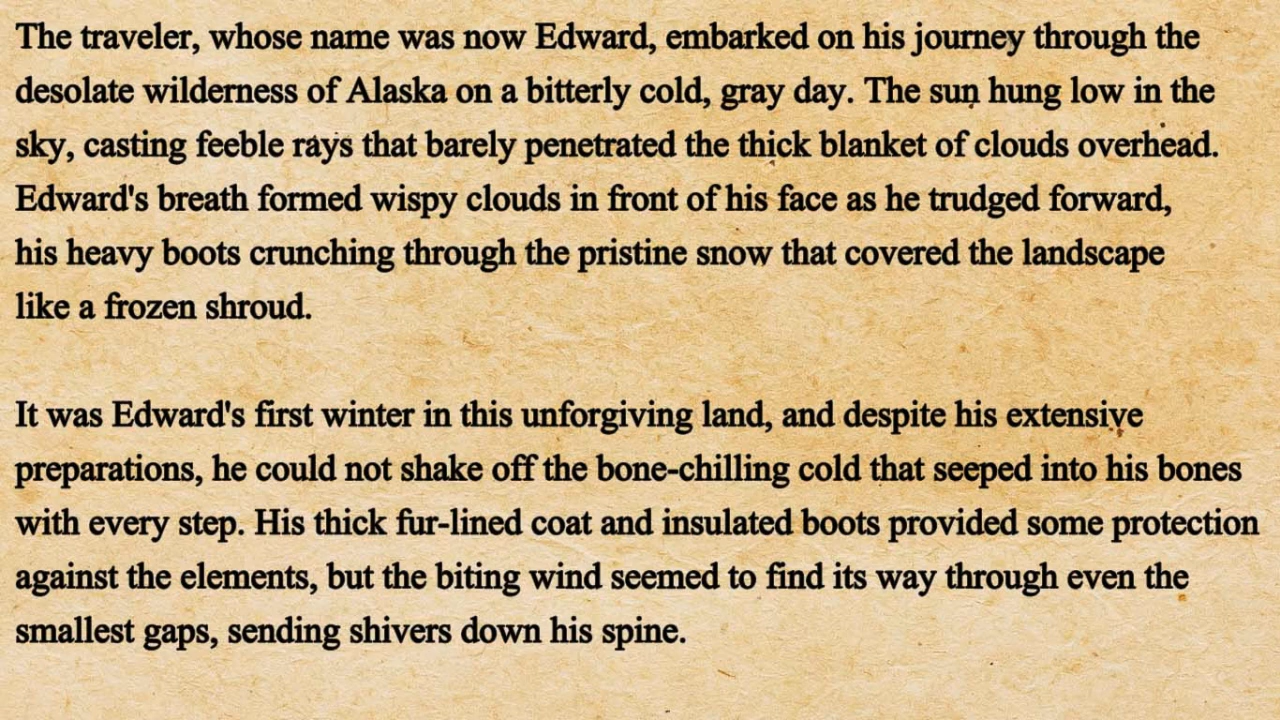 The traveler, whose name was now Edward, embarked on his journey through the
desolate wilderness of Alaska on a bitterly cold, gray day. The sun hung low in the
sky, casting feeble rays that barely penetrated the thick blanket of clouds overhead.
Edward's breath formed wispy clouds in front of his face as he trudged forward,
his heavy boots crunching through the pristine snow that covered the landscape
like a frozen shroud.
It was Edward's first winter in this unforgiving land, and despite his extensive
preparations, he could not shake off the bone-chilling cold that seeped into his bones
with every step. His thick fur-lined coat and insulated boots provided some protection
against the elements, but the biting wind seemed to find its way through even the
smallest gaps, sending shivers down his spine.